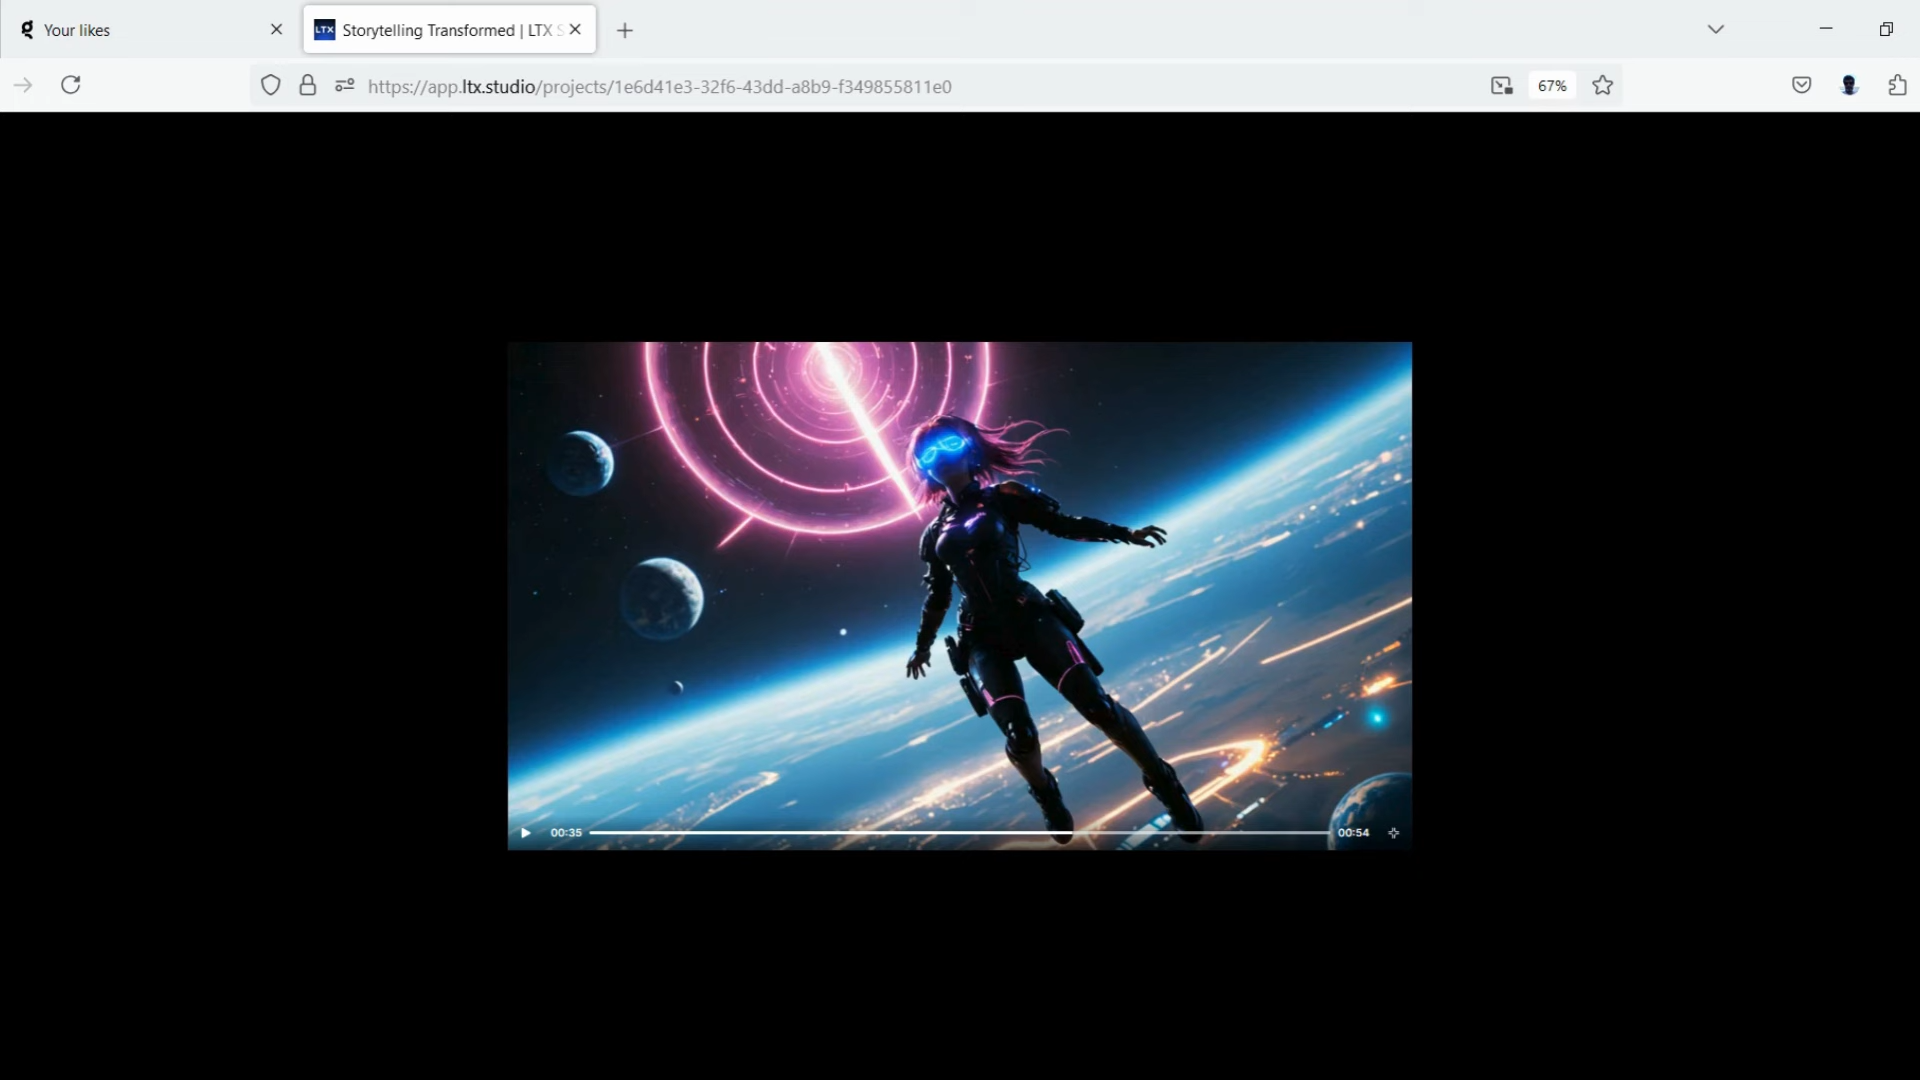 Your likes
LTX
Storytelling Transformed | LTX S
https://app.ltx.studio/projects/1e6d41e3-32f6-43dd-a8b9-f349855811e0
67%
00:35
00:54